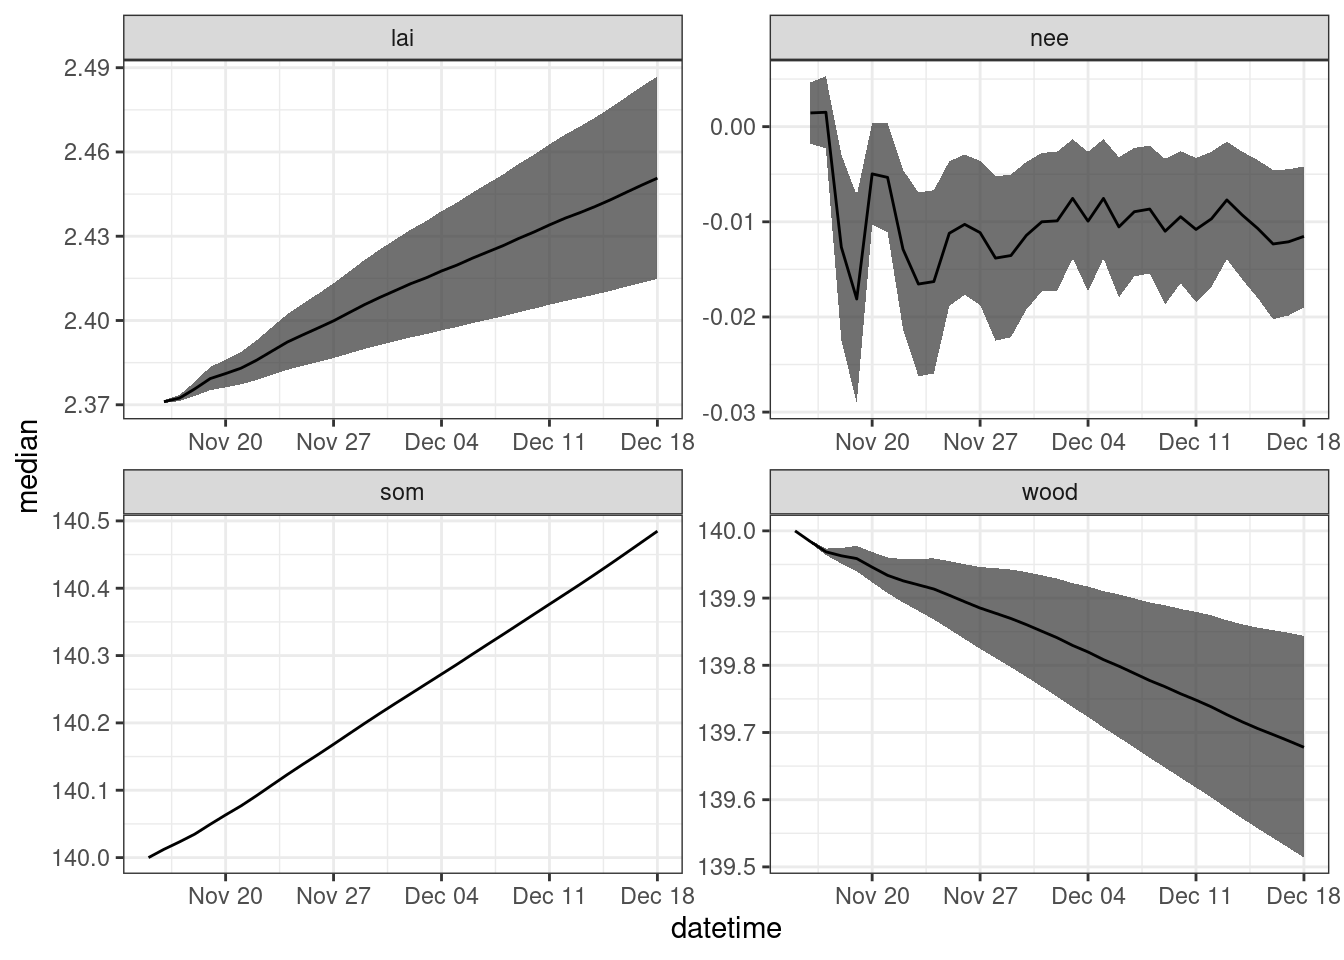 lai
nee
2.49
2.46
2.43
2.40
2.37
0.00
-0.01
-0.02
-0.03
Nov 20 Nov 27 Dec 04 Dec 11 Dec 18
Nov 20 Nov 27 Dec 04 Dec 11 Dec 18
median
som
wood
140.5
140.4
140.3
140.2
140.1
140.0
140.0
139.9
139.8
139.7
139.6
139.5
Nov 20 Nov 27 Dec 04 Dec 11 Dec 18
Nov 20 Nov 27 Dec 04 Dec 11 Dec 18
datetime